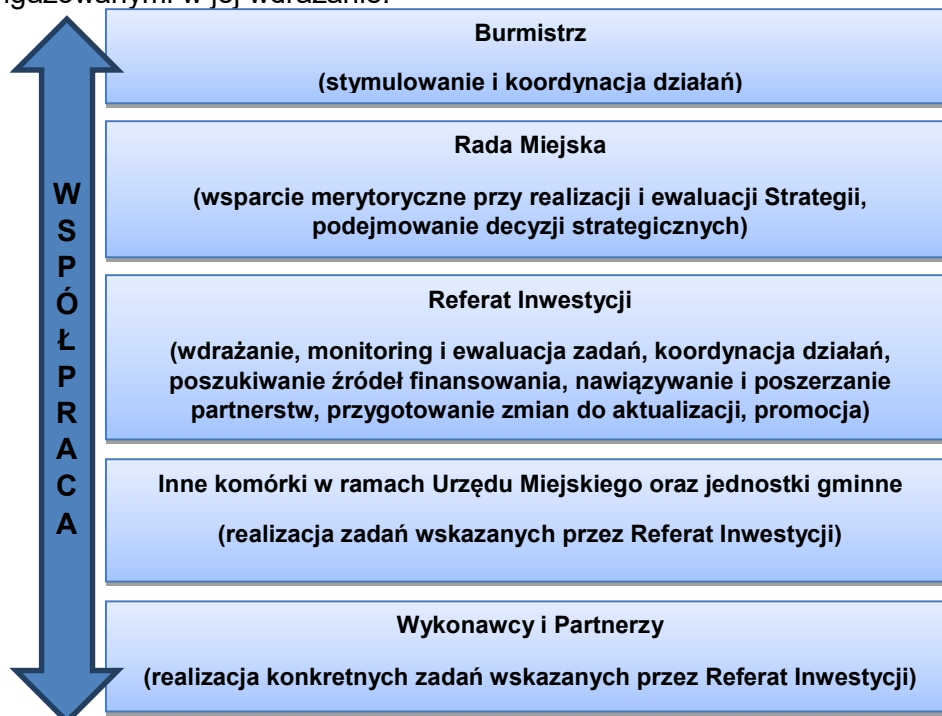 Burmistrz
(stymulowanie i koordynacja działań)
Rada Miejska
(wsparcie merytoryczne przy realizacji i ewaluacji Strategii,
podejmowanie decyzji strategicznych)
Referat Inwestycji
(wdrażanie, monitoring i ewaluacja zadań, koordynacja działań,
poszukiwanie źródeł finansowania, nawiązywanie i poszerzanie
partnerstw, przygotowanie zmian do aktualizacji, promocja)
Inne komórki w ramach Urzędu Miejskiego oraz jednostki gminne
(realizacja zadań wskazanych przez Referat Inwestycji)
Wykonawcy i Partnerzy
(realizacja konkretnych zadań wskazanych przez Referat Inwestycji)
W
S
P
Ó
Ł
P
R
A
C
A